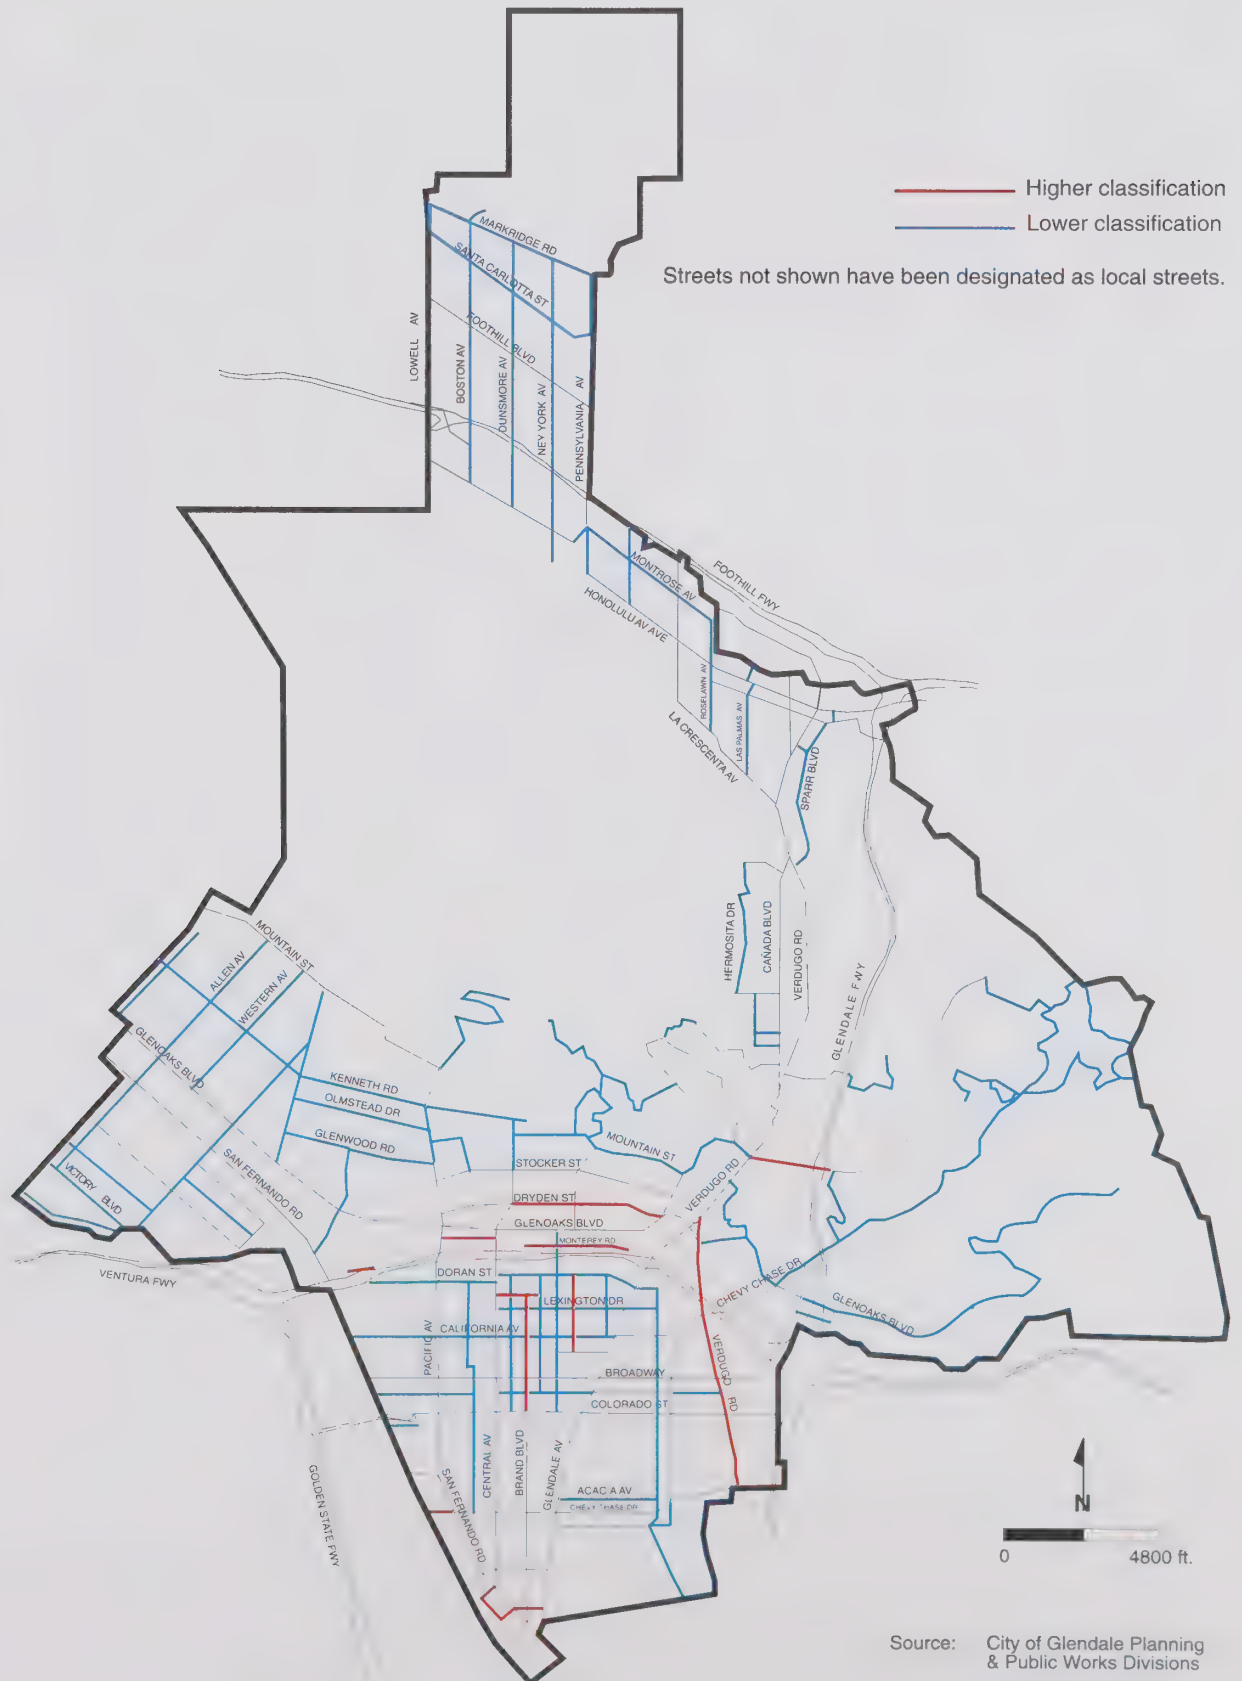 Higher classification
Lower classification
Streets not shown have been designated as local streets.
MARKRIDGE RD
SANTA CARLOTTA ST
FOOTHILL BLVD
LOWELL AV
BOSTON AV
DUNSMORE AV
NEY YORK AV
PENNSYLVANIA AV
FOOTHILL FWY
MONTROSE AV
HONOLULU AV AVE
ROSELAWN AV
LAS PALMAS AV
LA CRESCENTA AV
SPARR BLVD
HERMOSITA DR
CAÑADA BLVD
VERDUGO RD
GLENDALE FWY
MOUNTAIN ST
ALLEN AV
WESTERN AV
GLENOAKS BLVD
KENNETH RD
OLMSTEAD DR
GLENWOOD RD
SAN FERNANDO RD
VICTORY BLVD
VENTURA FWY
MOUNTAIN ST
STOCKER ST
VERDUGO RD
DRYDEN ST
GLENOAKS BLVD
MONTEREY RD
DORAN ST
LEXINGTON DR
CHEVY CHASE DR
GLENOAKS BLVD
CALIFORNIA AV
PACIFIC AV
VERDUGO RD
BROADWAY
COLORADO ST
CENTRAL AV
BRAND BLVD
GLENDALE AV
SAN FERNANDO RD
GOLDEN STATE FWY
ACACIA AV
CHEVY CHASE DR
N
0 4800 ft.
Source: City of Glendale Planning
& Public Works Divisions